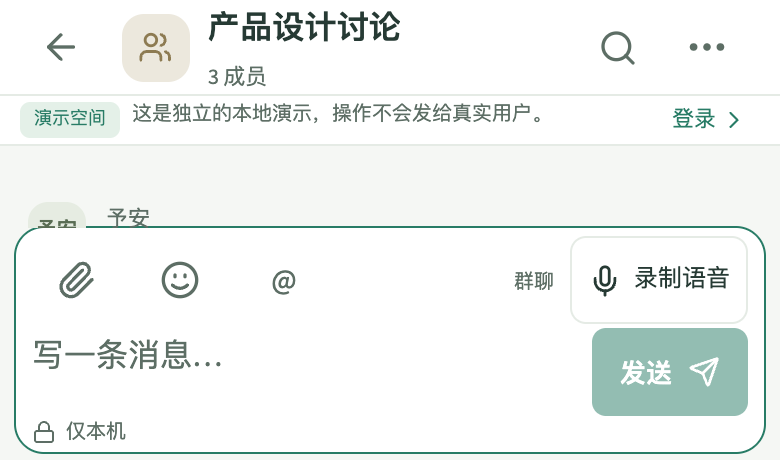 产品设计讨论
3 成员
演示空间
这是独立的本地演示，操作不会发给真实用户。
登录
予安
予安
@
群聊
录制语音
写一条消息...
发送
仅本机